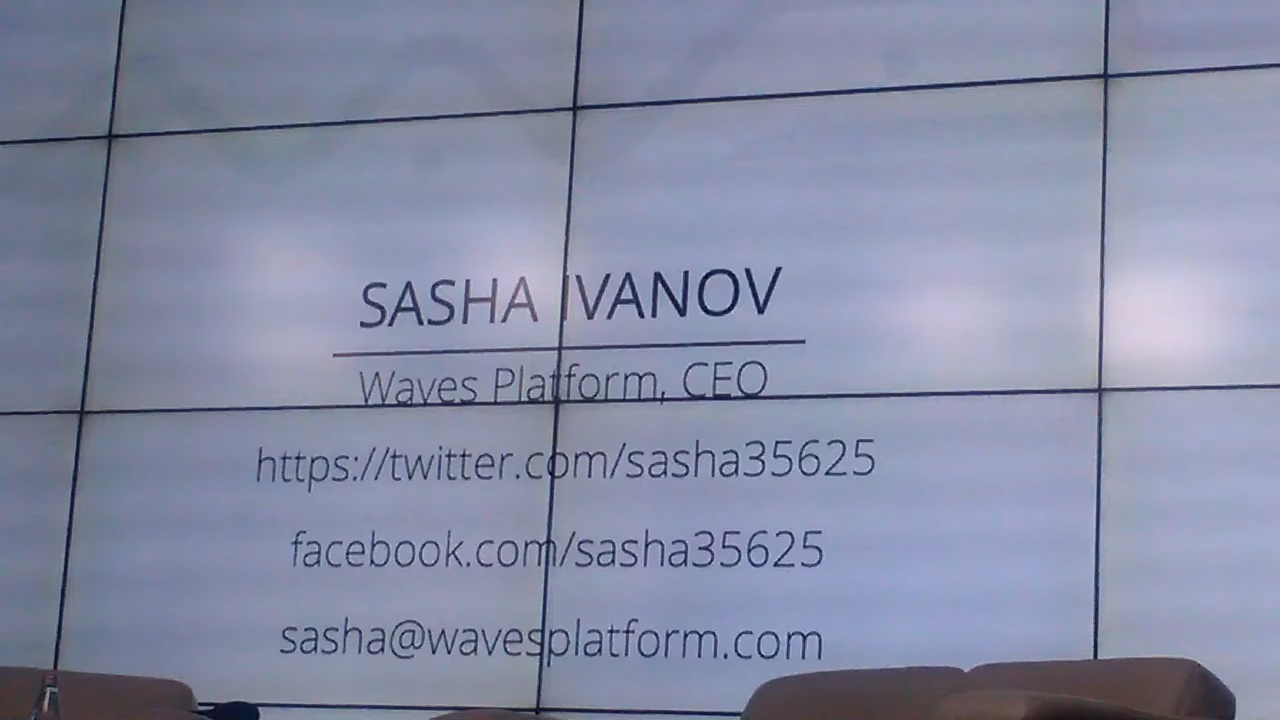 SASHA IVANOV
Waves Platform, CEO
https://twitter.com/sasha35625
facebook.com/sasha35625
sasha@wavesplatform.com